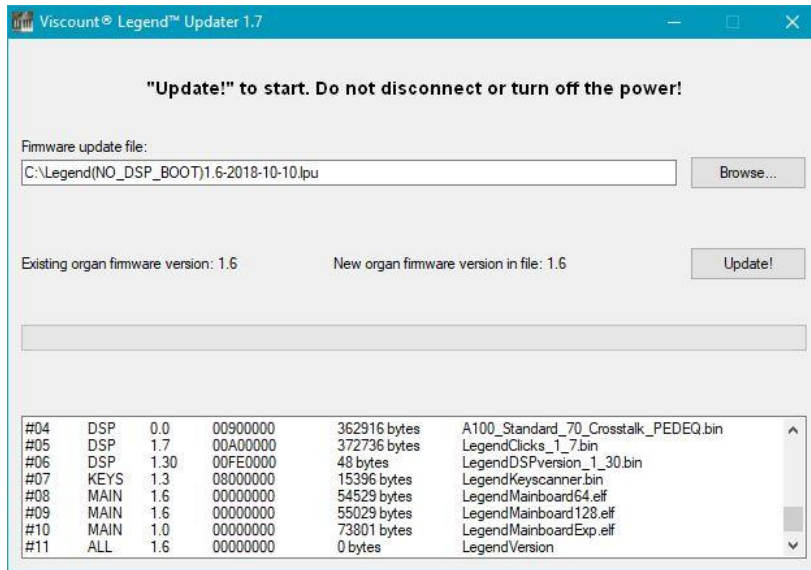 Viscount® Legend™ Updater 1.7
"Update!" to start. Do not disconnect or turn off the power!
Firmware update file:
C:\Legend(NO_DSP_BOOT)1.6-2018-10-10.lpu
Browse...
Existing organ firmware version: 1.6 New organ firmware version in file: 1.6
Update!
#04 DSP 0.0 00900000 362916 bytes A100_Standard_70_Crosstalk_PEDEQ.bin
#05 DSP 1.7 00A00000 372736 bytes LegendClicks_1_7.bin
#06 DSP 1.30 00FE0000 48 bytes LegendDSPversion_1_30.bin
#07 KEYS 1.3 08000000 15396 bytes LegendKeyscanner.bin
#08 MAIN 1.6 00000000 54529 bytes LegendMainboard64.elf
#09 MAIN 1.6 00000000 55029 bytes LegendMainboard128.elf
#10 MAIN 1.0 00000000 73801 bytes LegendMainboardExp.elf
#11 ALL 1.6 00000000 0 bytes LegendVersion